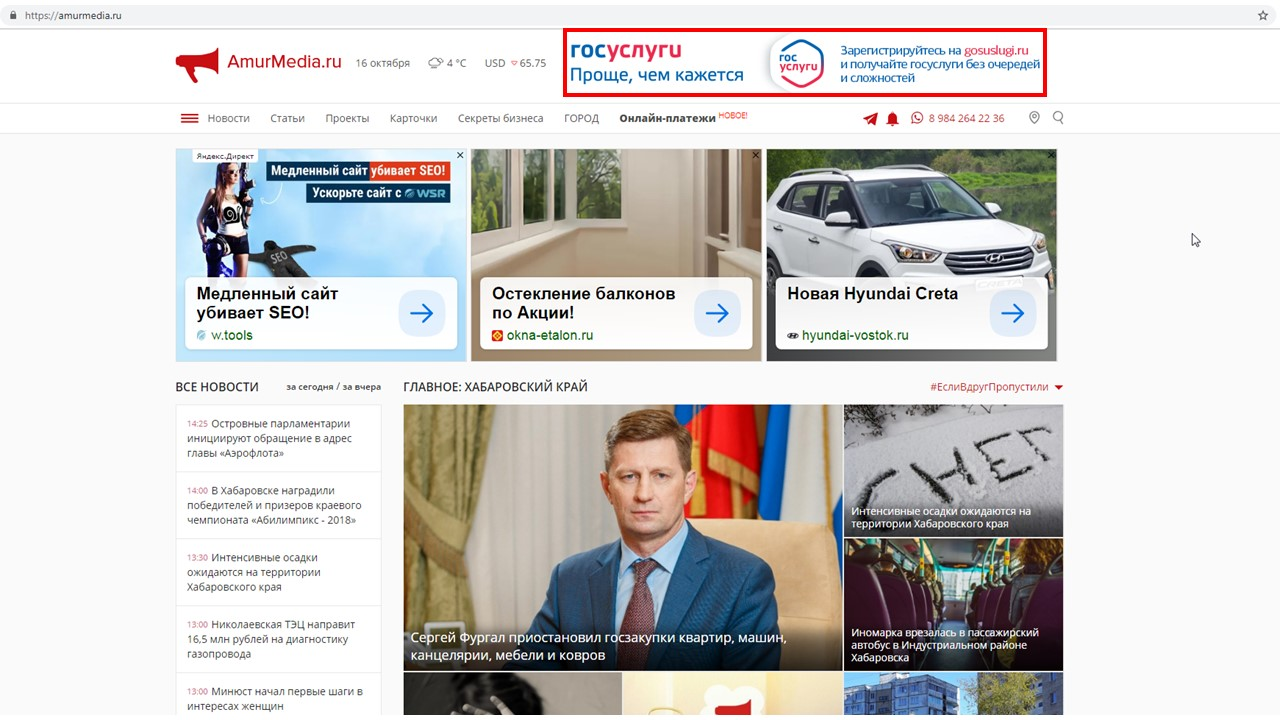 https://amurmedia.ru
AmurMedia.ru
16 октября
4 °C
USD 65.75
госуслуги
Проще, чем кажется
гос
услуги
Зарегистрируйтесь на gosuslugi.ru
и получайте госуслуги без очередей
и сложностей
Новости Статьи Проекты Карточки Секреты бизнеса ГОРОД Онлайн-платежи НОВОЕ! 8 984 264 22 36
Яндекс.Директ
Медленный сайт убивает SEO!
Ускорьте сайт с WSR
SEO
Медленный сайт
убивает SEO!
w.tools
Остекление балконов
по Акции!
okna-etalon.ru
CRETA
Новая Hyundai Creta
hyundai-vostok.ru
ВСЕ НОВОСТИ за сегодня / за вчера
14:25 Островные парламентарии
инициируют обращение в адрес
главы «Аэрофлота»
14:00 В Хабаровске наградили
победителей и призеров краевого
чемпионата «Абилимпикс - 2018»
13:30 Интенсивные осадки
ожидаются на территории
Хабаровского края
13:00 Николаевская ТЭЦ направит
16,5 млн рублей на диагностику
газопровода
13:00 Минюст начал первые шаги в
интересах женщин
ГЛАВНОЕ: ХАБАРОВСКИЙ КРАЙ
#ЕслиВдругПропустили
Сергей Фургал приостановил госзакупки квартир, машин,
канцелярии, мебели и ковров
СНЕГ
Интенсивные осадки ожидаются на
территории Хабаровского края
Иномарка врезалась в пассажирский
автобус в Индустриальном районе
Хабаровска